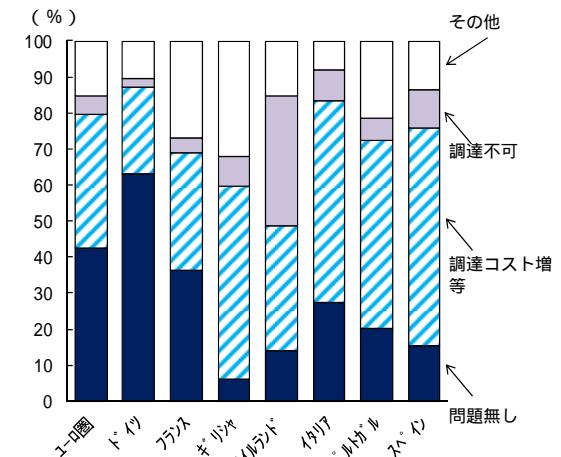 (％)
その他
100
90
80
70
60
50
40
30
20
10
0
調達不可
調達コスト増
等
問題無し
ﾕｰﾛ圏
ﾄﾞｲﾂ
ﾌﾗﾝｽ
ｷﾞﾘｼｬ
ｲﾙﾗﾝﾄﾞ
ｲﾀﾘｱ
ﾟﾙﾄｶﾞﾙ
ｽﾍﾟｲﾝ